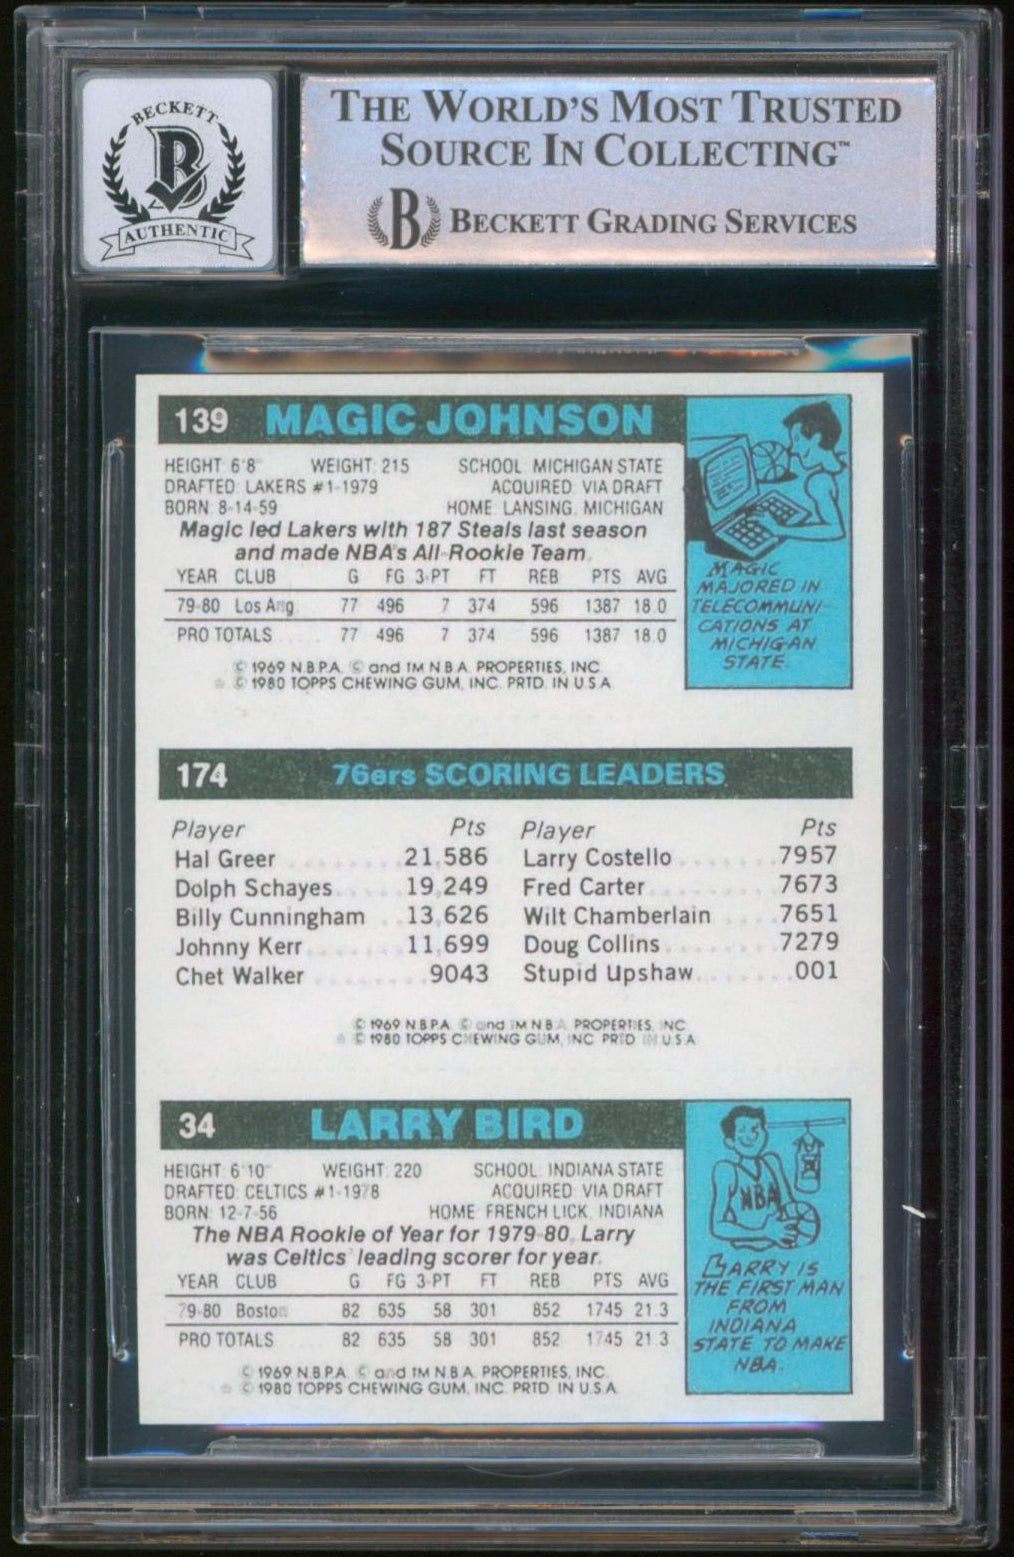 BECKETT
B
AUTHENTIC
THE WORLD'S MOST TRUSTED
SOURCE IN COLLECTING™
B BECKETT GRADING SERVICES
139 MAGIC JOHNSON
HEIGHT: 6'8" WEIGHT: 215 SCHOOL: MICHIGAN STATE
DRAFTED: LAKERS #1-1979 ACQUIRED: VIA DRAFT
BORN: 8-14-59 HOME: LANSING, MICHIGAN
Magic led Lakers with 187 Steals last season
and made NBA's All-Rookie Team.
YEAR CLUB G FG 3-PT FT REB PTS AVG
79-80 Los Ang. 77 496 7 374 596 1387 18.0
PRO TOTALS 77 496 7 374 596 1387 18.0
© 1969 N.B.P.A. © and TM N.B.A. PROPERTIES, INC.
☆ © 1980 TOPPS CHEWING GUM, INC. PRTD. IN U.S.A.
MAGIC
MAJORED IN
TELECOMMUNI-
CATIONS AT
MICHIGAN
STATE.
174 76ers SCORING LEADERS
Player Pts Player Pts
Hal Greer 21,586 Larry Costello 7957
Dolph Schayes 19,249 Fred Carter 7673
Billy Cunningham 13,626 Wilt Chamberlain 7651
Johnny Kerr 11,699 Doug Collins 7279
Chet Walker 9043 Stupid Upshaw 001
© 1969 N.B.P.A. © and TM N.B.A. PROPERTIES, INC.
☆ © 1980 TOPPS CHEWING GUM, INC. PRTD. IN U.S.A.
34 LARRY BIRD
HEIGHT: 6'10" WEIGHT: 220 SCHOOL: INDIANA STATE
DRAFTED: CELTICS #1-1978 ACQUIRED: VIA DRAFT
BORN: 12-7-56 HOME: FRENCH LICK, INDIANA
The NBA Rookie of Year for 1979-80, Larry
was Celtics' leading scorer for year.
YEAR CLUB G FG 3-PT FT REB PTS AVG
79-80 Boston 82 635 58 301 852 1745 21.3
PRO TOTALS 82 635 58 301 852 1745 21.3
© 1969 N.B.P.A. © and TM N.B.A. PROPERTIES, INC.
☆ © 1980 TOPPS CHEWING GUM, INC. PRTD. IN U.S.A.
NBA
LARRY IS
THE FIRST MAN
FROM
INDIANA
STATE TO MAKE
NBA.